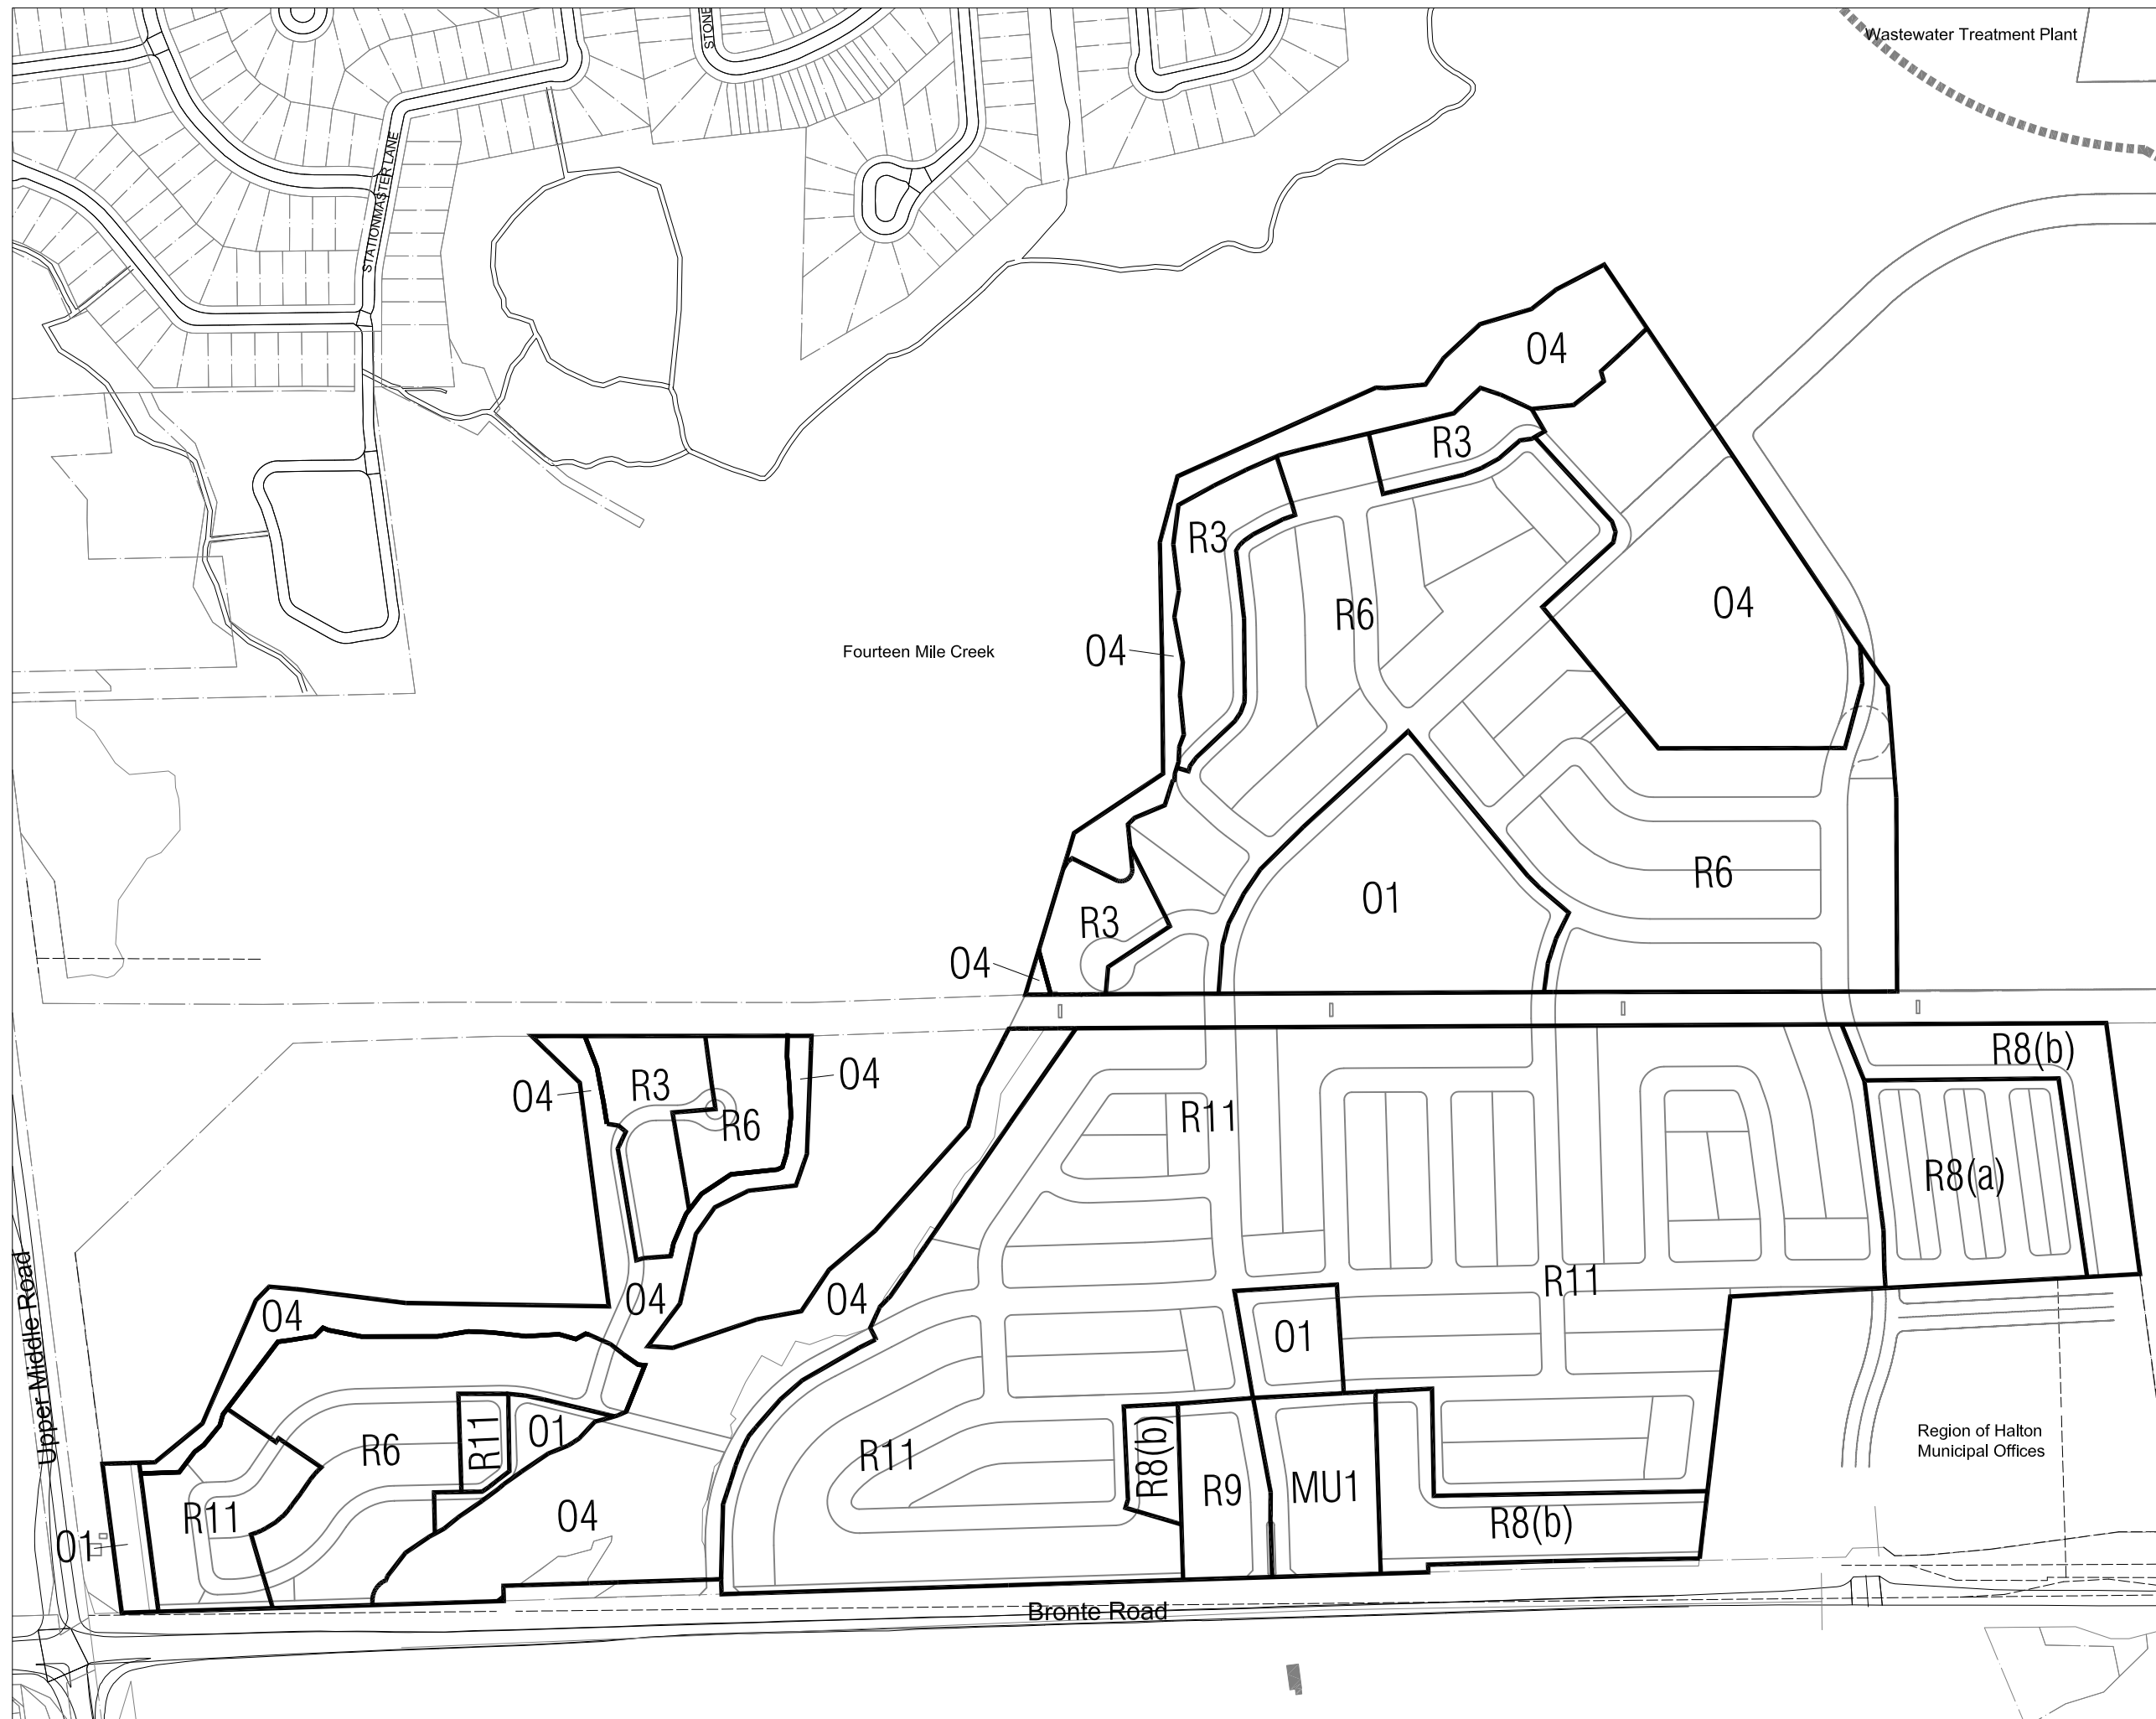 STONE
Wastewater Treatment Plant
STATIONMASTER LANE
O4
R3
R3
R6
O4
O4
Fourteen Mile Creek
R6
O1
R3
O4
R8(b)
O4
R3
O4
R6
R11
R8(a)
R11
O4
O4
O4
O1
Upper Middle Road
R11
O1
R6
R11
R8(b)
Region of Halton
Municipal Offices
R9
MU1
R11
O4
R8(b)
O1
Bronte Road